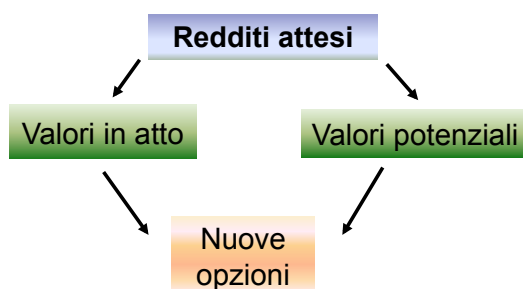 Redditi attesi
Valori in atto
Valori potenziali
Nuove
opzioni